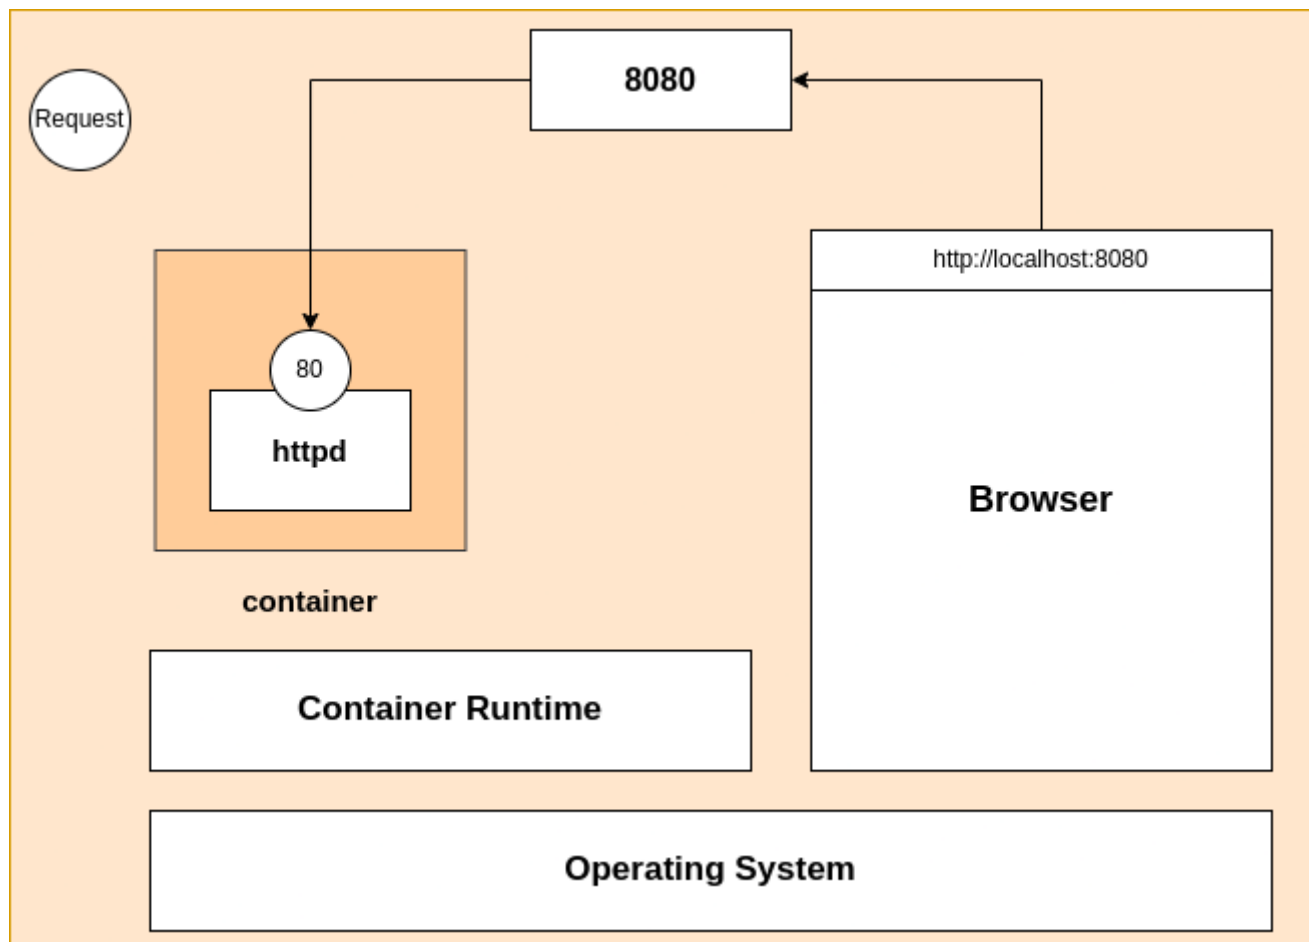 8080
Request
http://localhost:8080
80
httpd
Browser
container
Container Runtime
Operating System